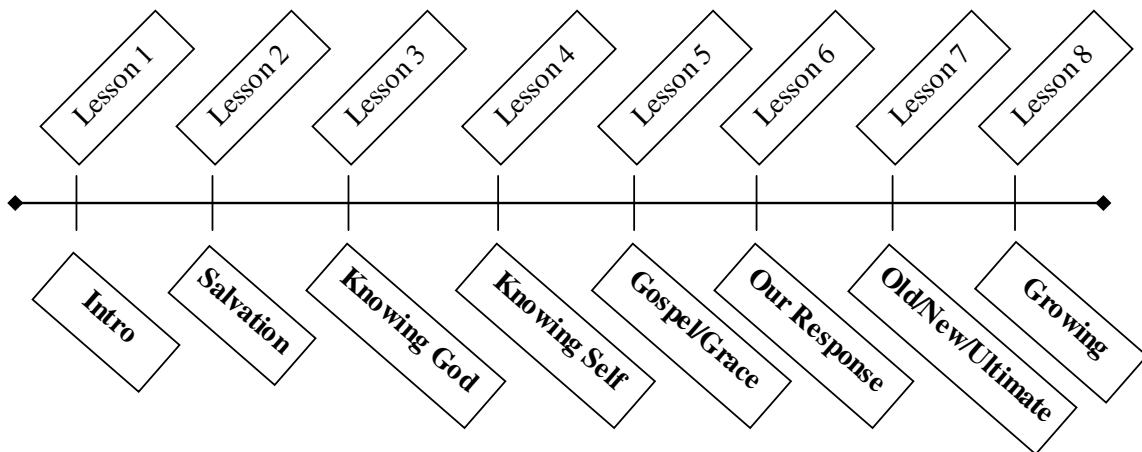 Lesson 1
Lesson 2
Lesson 3
Lesson 4
Lesson 5
Lesson 6
Lesson 7
Lesson 8
Intro
Salvation
Knowing God
Knowing Self
Gospel/Grace
Our Response
Old/New/Ultimate
Growing